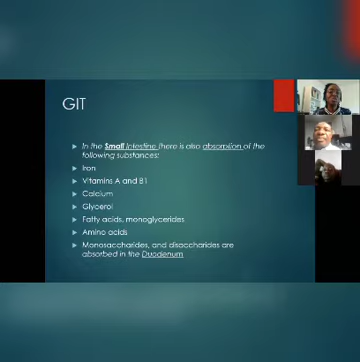 GIT
In the Small Intestine there is also absorption of the
following substances:
Iron
Vitamins A and B1
Calcium
Glycerol
Fatty acids, monoglycerides
Amino acids
Monosaccharides, and disaccharides are
absorbed in the Duodenum